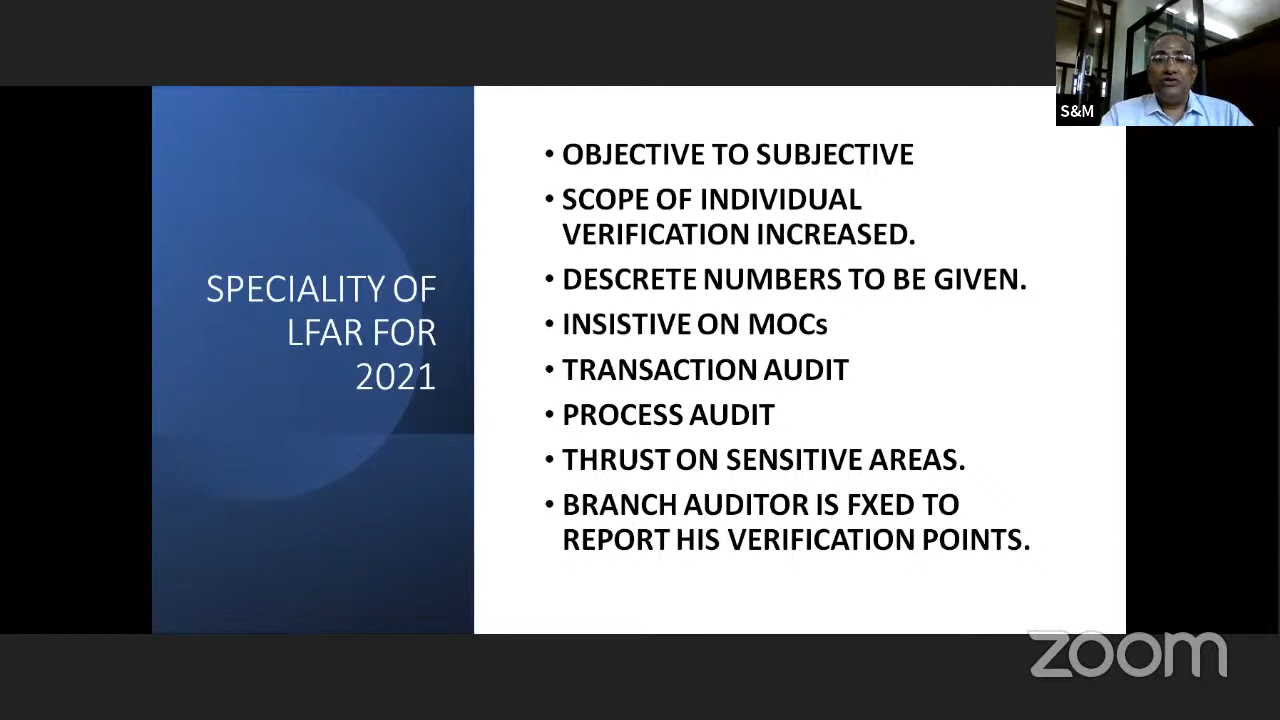 S&M
SPECIALITY OF
LFAR FOR
2021
• OBJECTIVE TO SUBJECTIVE
• SCOPE OF INDIVIDUAL
VERIFICATION INCREASED.
• DESCRETE NUMBERS TO BE GIVEN.
• INSISTIVE ON MOCs
• TRANSACTION AUDIT
• PROCESS AUDIT
• THRUST ON SENSITIVE AREAS.
• BRANCH AUDITOR IS FXED TO
REPORT HIS VERIFICATION POINTS.
zoom